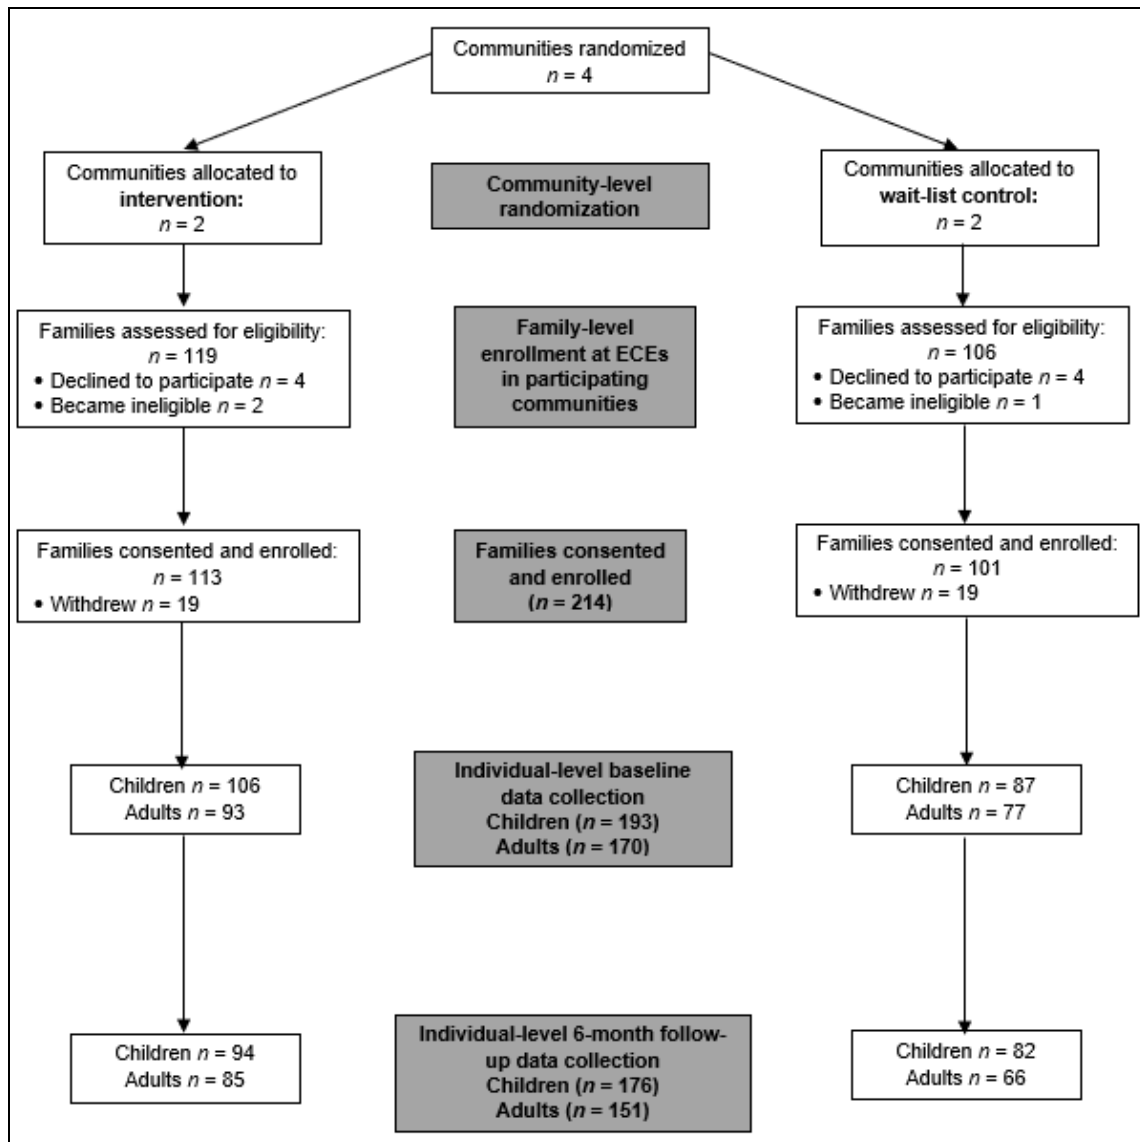 Communities randomized
n = 4
Communities allocated to
intervention:
n = 2
Community-level
randomization
Communities allocated to
wait-list control:
n = 2
Families assessed for eligibility:
n = 119
• Declined to participate n = 4
• Became ineligible n = 2
Family-level
enrollment at ECEs
in participating
communities
Families assessed for eligibility:
n = 106
• Declined to participate n = 4
• Became ineligible n = 1
Families consented and enrolled:
n = 113
• Withdrew n = 19
Families consented
and enrolled
(n = 214)
Families consented and enrolled:
n = 101
• Withdrew n = 19
Children n = 106
Adults n = 93
Individual-level baseline
data collection
Children (n = 193)
Adults (n = 170)
Children n = 87
Adults n = 77
Children n = 94
Adults n = 85
Individual-level 6-month follow-
up data collection
Children (n = 176)
Adults (n = 151)
Children n = 82
Adults n = 66